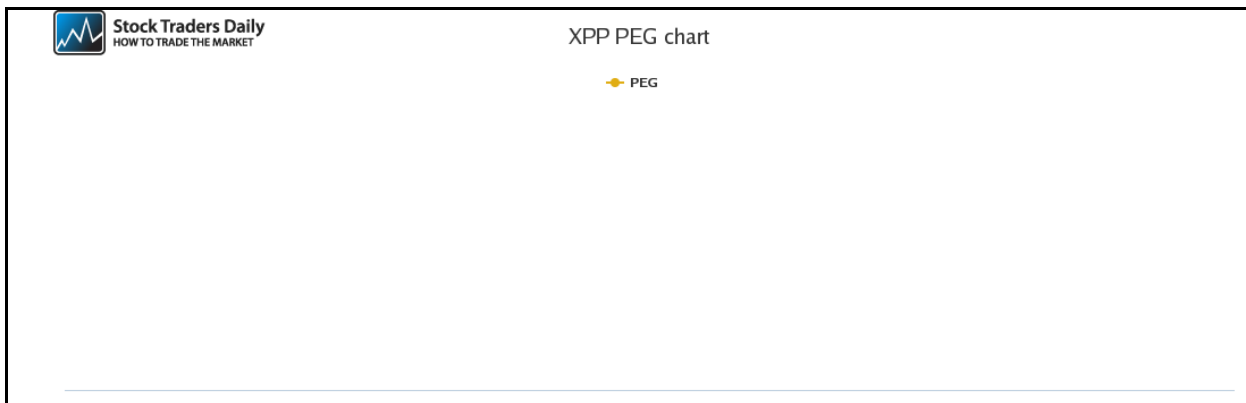 Stock Traders Daily
HOW TO TRADE THE MARKET
XPP PEG chart
PEG